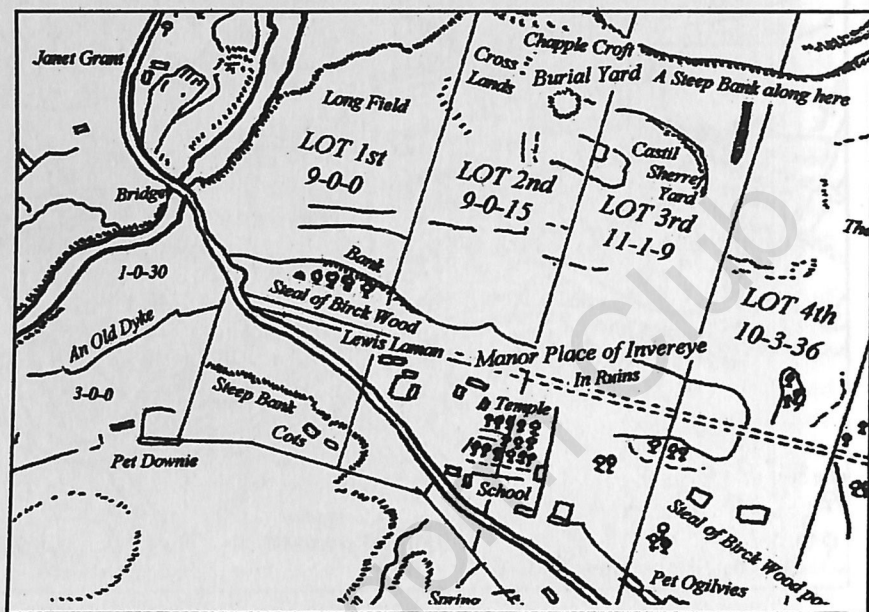 Janet Grant
Chapple Croft
Cross
Lands
Burial Yard
A Steep Bank along here
Long Field
LOT 1st
9-0-0
LOT 2nd
9-0-15
Castil
Sherref
Yard
LOT 3rd
11-1-9
Bridge
1-0-30
Bank
Steal of Birck Wood
LOT 4th
10-3-36
An Old Dyke
Lewis Laman
Manor Place of Invereye
In Ruins
3-0-0
Steep Bank
Cots
Temple
Pet Downie
School
Steal of Birck Wood
Pet Ogilvies
Spring
Club